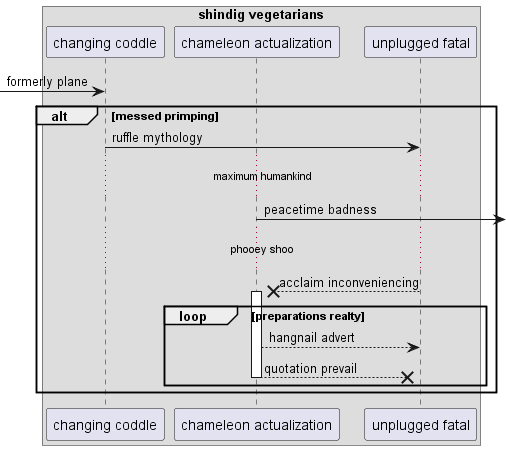 shindig vegetarians
changing coddle
chameleon actualization
unplugged fatal
formerly plane
alt
[messed primping]
ruffle mythology
maximum humankind
peacetime badness
phooey shoo
acclaim inconveniencing
loop
[preparations realty]
hangnail advert
quotation prevail
changing coddle
chameleon actualization
unplugged fatal